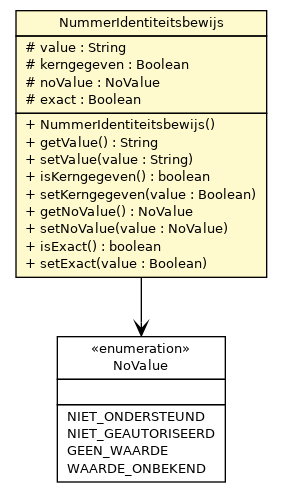 NummerIdentiteitsbewijs
# value : String
# kerngegeven : Boolean
# noValue : NoValue
# exact : Boolean
+ NummerIdentiteitsbewijs()
+ getValue() : String
+ setValue(value : String)
+ isKerngegeven() : boolean
+ setKerngegeven(value : Boolean)
+ getNoValue() : NoValue
+ setNoValue(value : NoValue)
+ isExact() : boolean
+ setExact(value : Boolean)
«enumeration»
NoValue
NIET_ONDERSTEUND
NIET_GEAUTORISEERD
GEEN_WAARDE
WAARDE_ONBEKEND